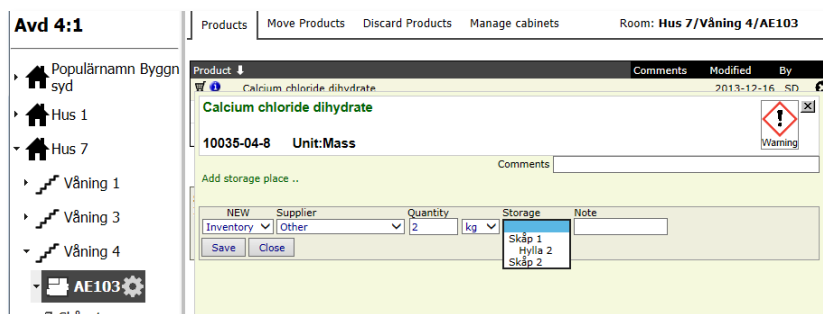 Avd 4:1
Populärnamn Byggn
syd
Hus 1
Hus 7
Våning 1
Våning 3
Våning 4
AE103
Products Move Products Discard Products Manage cabinets Room: Hus 7/Våning 4/AE103
Product Comments Modified By
Calcium chloride dihydrate 2013-12-16 SD
Calcium chloride dihydrate
10035-04-8 Unit:Mass
Warning
Comments
Add storage place ..
NEW Supplier Quantity Storage Note
Inventory Other 2 kg
Skåp 1
Hylla 2
Skåp 2
Save Close